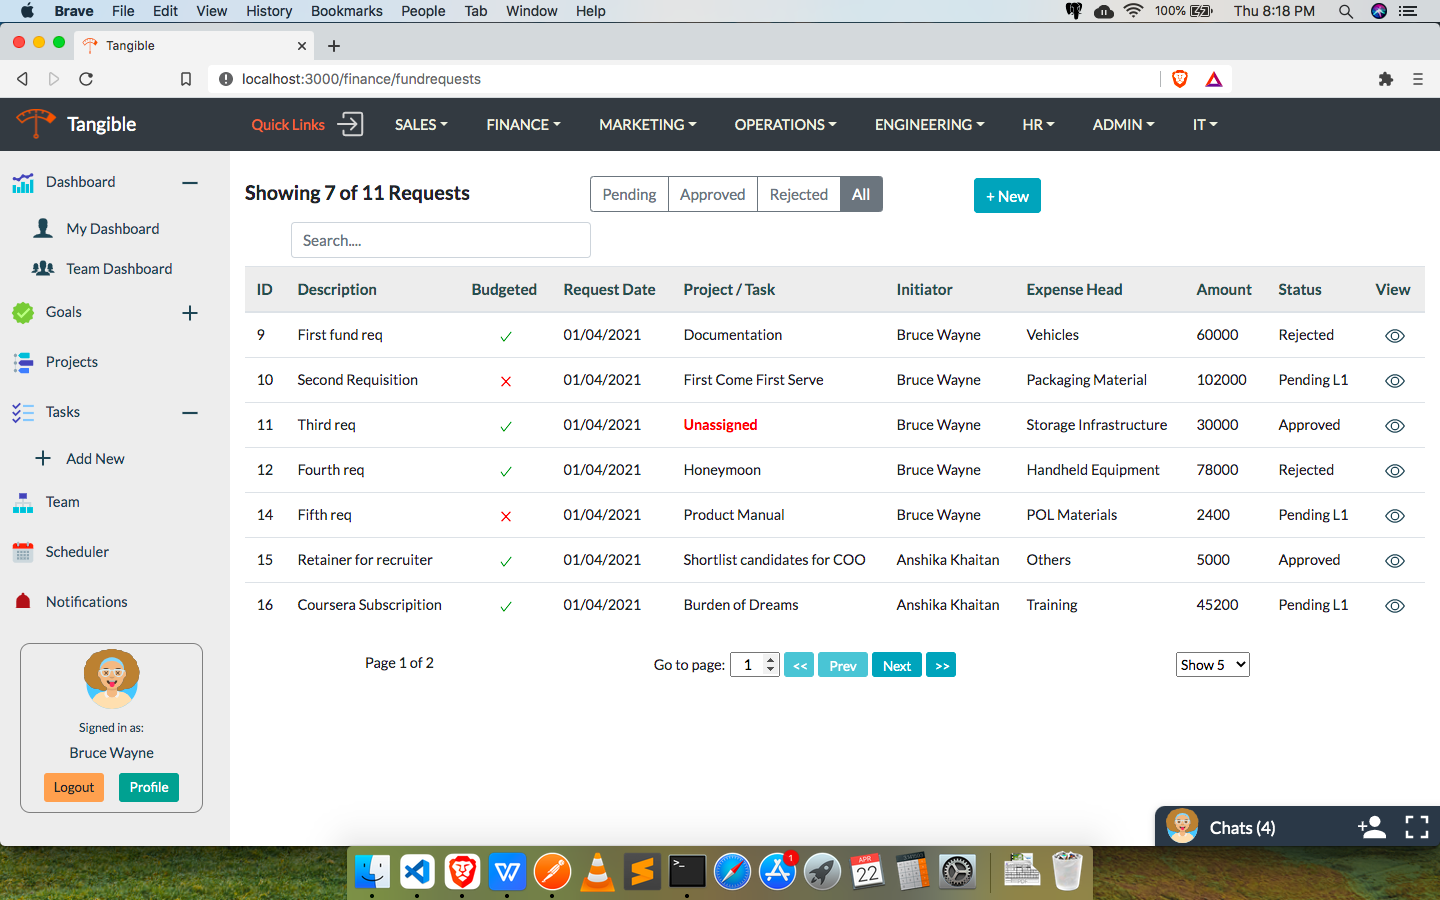 Brave File Edit View History Bookmarks People Tab Window Help 100% Thu 8:18 PM
Tangible
localhost:3000/finance/fundrequests
Tangible Quick Links SALES FINANCE MARKETING OPERATIONS ENGINEERING HR ADMIN IT
Dashboard
My Dashboard
Team Dashboard
Goals
Projects
Tasks
Add New
Team
Scheduler
Notifications
Signed in as:
Bruce Wayne
Logout Profile
Showing 7 of 11 Requests Pending Approved Rejected All + New
Search....
ID Description Budgeted Request Date Project / Task Initiator Expense Head Amount Status View
9 First fund req 01/04/2021 Documentation Bruce Wayne Vehicles 60000 Rejected
10 Second Requisition 01/04/2021 First Come First Serve Bruce Wayne Packaging Material 102000 Pending L1
11 Third req 01/04/2021 Unassigned Bruce Wayne Storage Infrastructure 30000 Approved
12 Fourth req 01/04/2021 Honeymoon Bruce Wayne Handheld Equipment 78000 Rejected
14 Fifth req 01/04/2021 Product Manual Bruce Wayne POL Materials 2400 Pending L1
15 Retainer for recruiter 01/04/2021 Shortlist candidates for COO Anshika Khaitan Others 5000 Approved
16 Coursera Subscripition 01/04/2021 Burden of Dreams Anshika Khaitan Training 45200 Pending L1
Page 1 of 2 Go to page: 1 << Prev Next >> Show 5
Chats (4)
1
APR
22